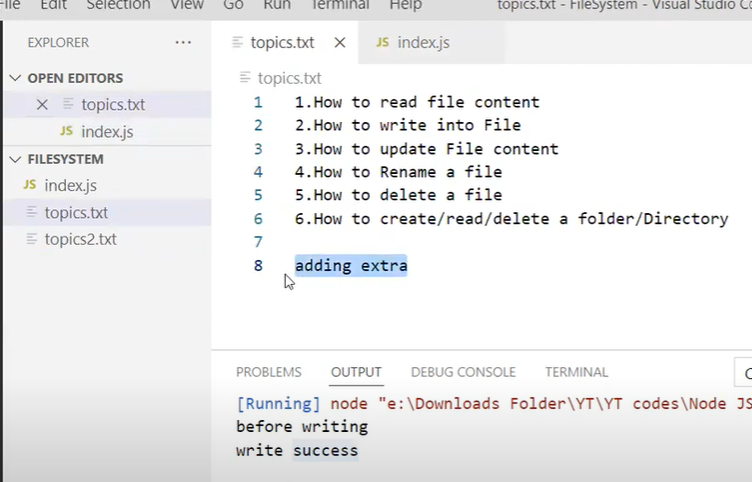 File Edit Selection View Go Run Terminal Help topics.txt - FileSystem - Visual Studio
EXPLORER ...
OPEN EDITORS
topics.txt
JS index.js
FILESYSTEM
JS index.js
topics.txt
topics2.txt
topics.txt JS index.js
topics.txt
1 1.How to read file content
2 2.How to write into File
3 3.How to update File content
4 4.How to Rename a file
5 5.How to delete a file
6 6.How to create/read/delete a folder/Directory
7
8 adding extra
PROBLEMS OUTPUT DEBUG CONSOLE TERMINAL
[Running] node "e:\Downloads Folder\YT\YT codes\Node JS
before writing
write success